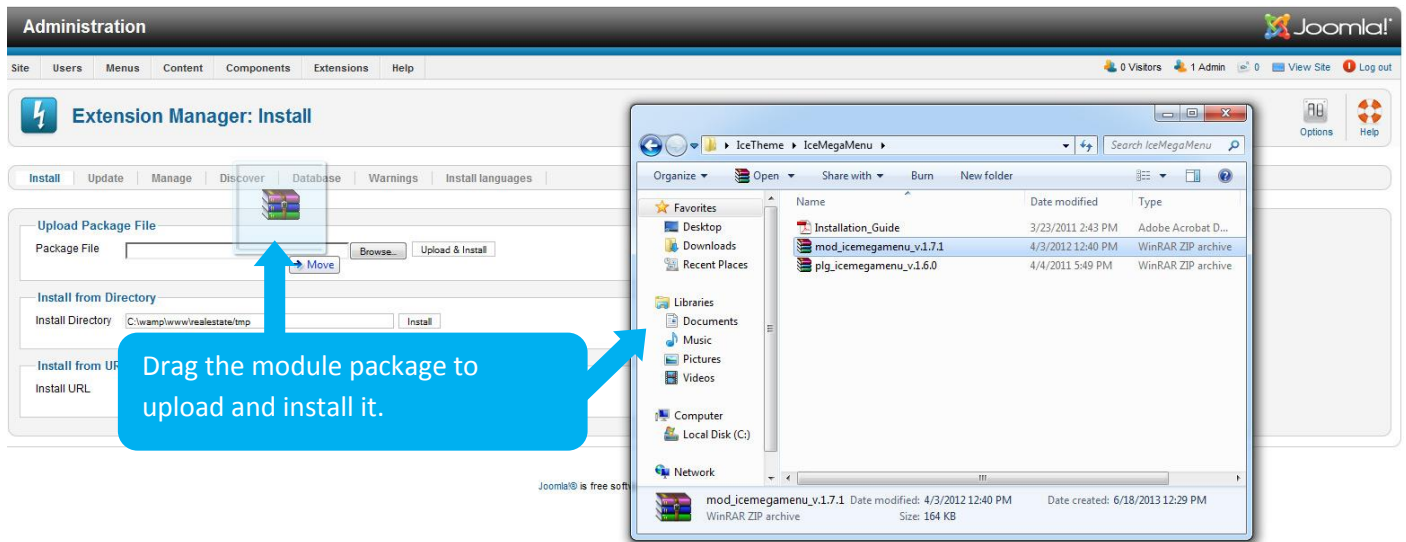 Administration
Joomla!
Site Users Menus Content Components Extensions Help
0 Visitors 1 Admin 0 View Site Log out
Extension Manager: Install
Options Help
Install Update Manage Discover Database Warnings Install languages
Upload Package File
Package File Browse... Upload & Install
Move
Install from Directory
Install Directory C:\wamp\www\realestate/tmp Install
Install from UR
Install URL
Drag the module package to
upload and install it.
Joomla!® is free softw
IceTheme IceMegaMenu Search IceMegaMenu
Organize Open Share with Burn New folder
Favorites
Desktop
Downloads
Recent Places
Libraries
Documents
Music
Pictures
Videos
Computer
Local Disk (C:)
Network
Name Date modified Type
Installation_Guide 3/23/2011 2:43 PM Adobe Acrobat D...
mod_icemegamenu_v.1.7.1 4/3/2012 12:40 PM WinRAR ZIP archive
plg_icemegamenu_v.1.6.0 4/4/2011 5:49 PM WinRAR ZIP archive
mod_icemegamenu_v.1.7.1 Date modified: 4/3/2012 12:40 PM Date created: 6/18/2013 12:29 PM
WinRAR ZIP archive Size: 164 KB